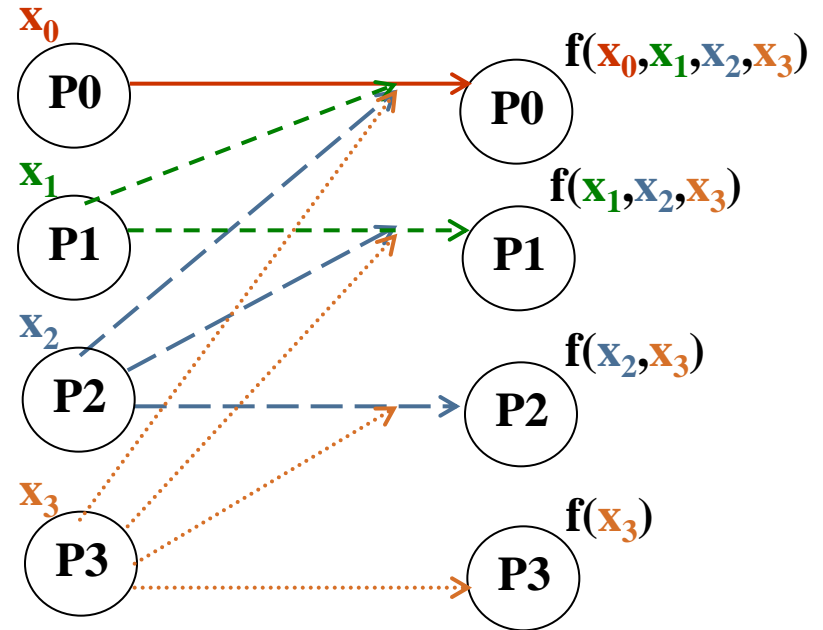 x₀
P0
f(x₀,x₁,x₂,x₃)
P0
x₁
P1
f(x₁,x₂,x₃)
P1
x₂
P2
f(x₂,x₃)
P2
x₃
P3
f(x₃)
P3